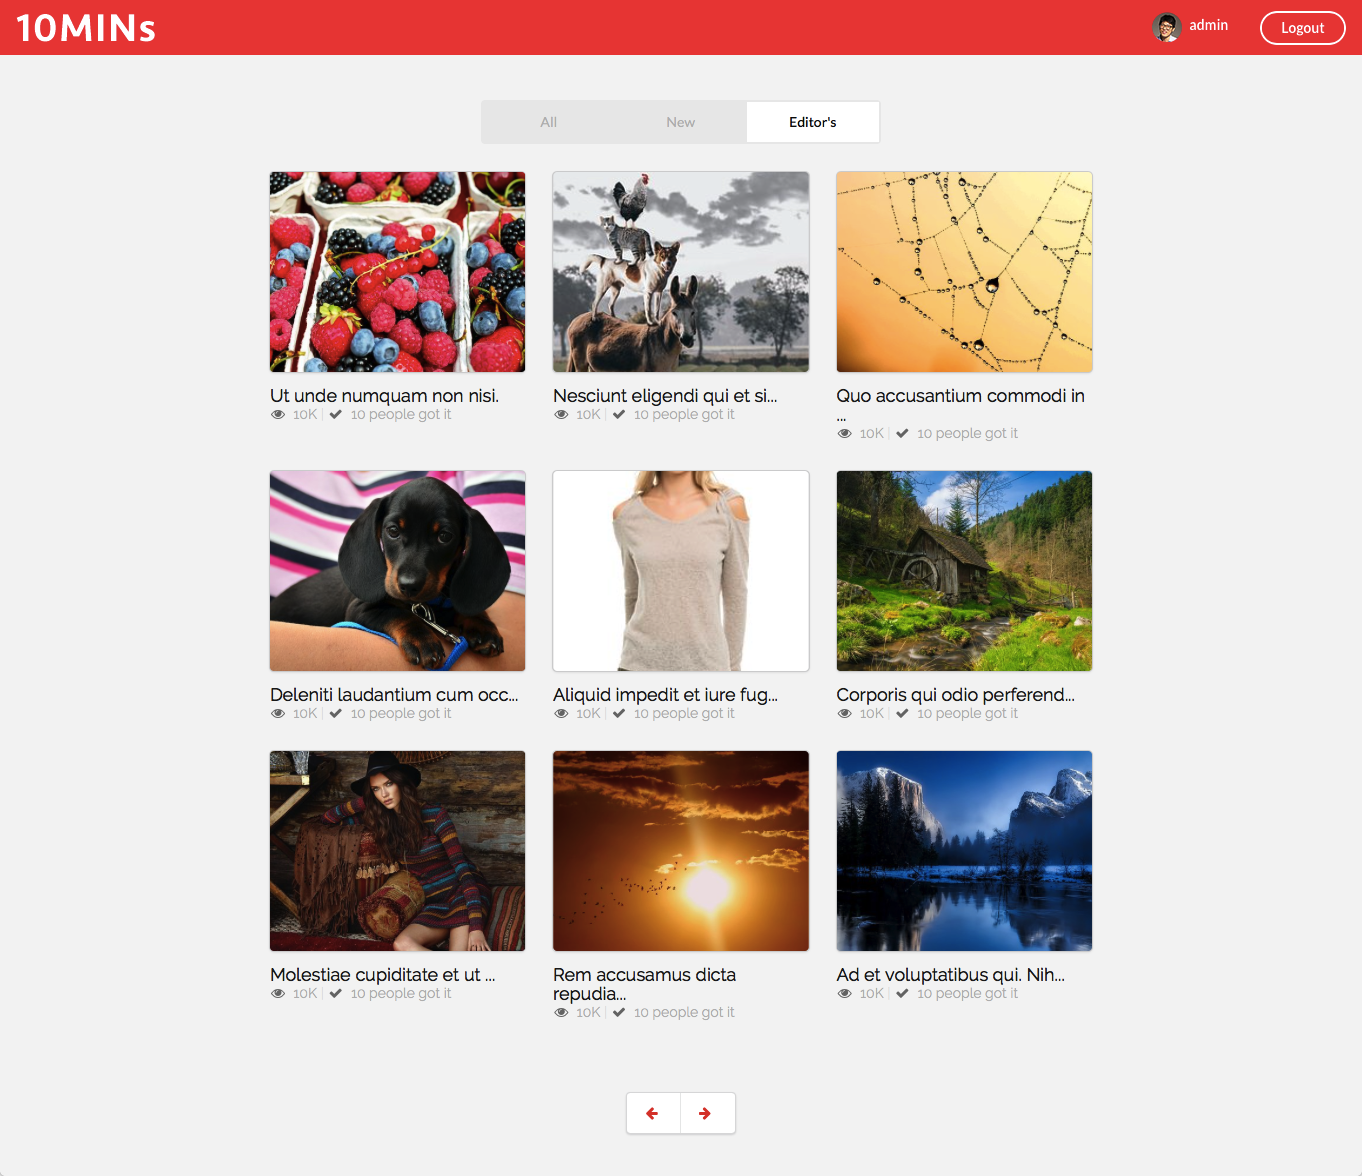 10MINs
admin
Logout
All
New
Editor's
Ut unde numquam non nisi.
10K | 10 people got it
Nesciunt eligendi qui et si...
10K | 10 people got it
Quo accusantium commodi in
...
10K | 10 people got it
Deleniti laudantium cum occ...
10K | 10 people got it
Aliquid impedit et iure fug...
10K | 10 people got it
Corporis qui odio perferend...
10K | 10 people got it
Molestiae cupiditate et ut ...
10K | 10 people got it
Rem accusamus dicta
repudia...
10K | 10 people got it
Ad et voluptatibus qui. Nih...
10K | 10 people got it